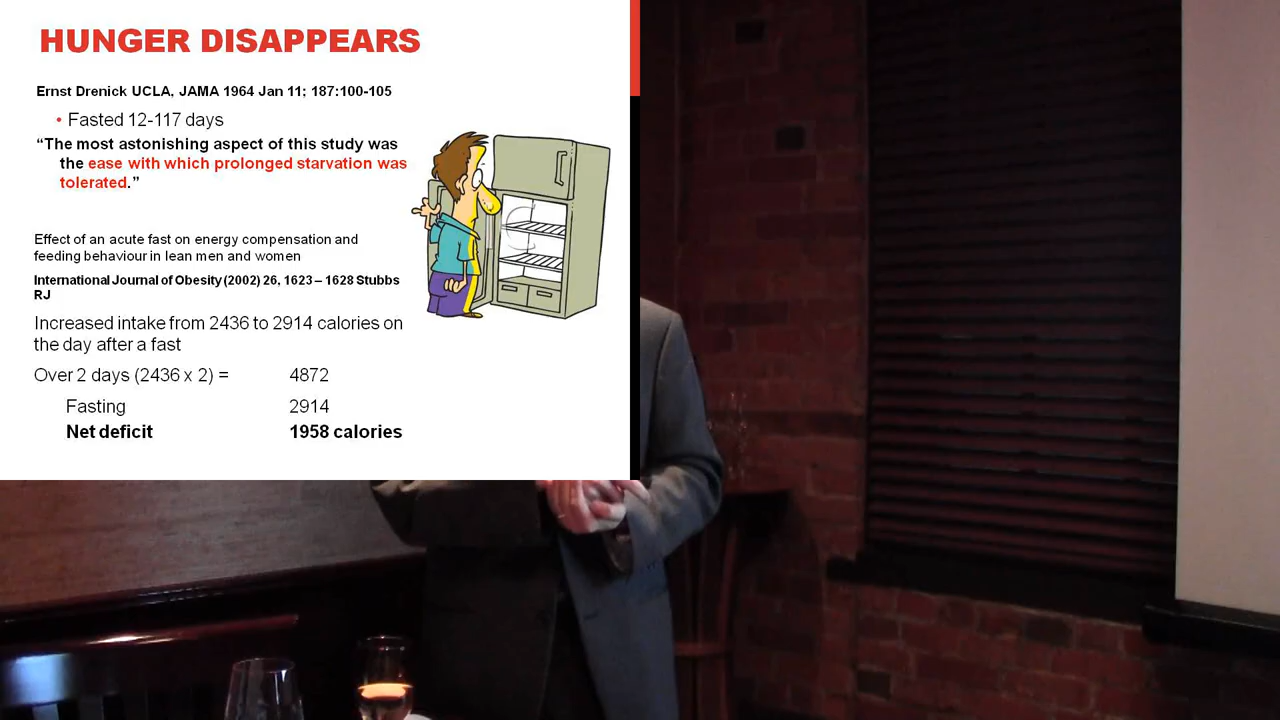 HUNGER DISAPPEARS
Ernst Drenick UCLA, JAMA 1964 Jan 11; 187:100-105
• Fasted 12-117 days
“The most astonishing aspect of this study was
the ease with which prolonged starvation was
tolerated.”
Effect of an acute fast on energy compensation and
feeding behaviour in lean men and women
International Journal of Obesity (2002) 26, 1623 – 1628 Stubbs
RJ
Increased intake from 2436 to 2914 calories on
the day after a fast
Over 2 days (2436 x 2) = 4872
Fasting 2914
Net deficit 1958 calories